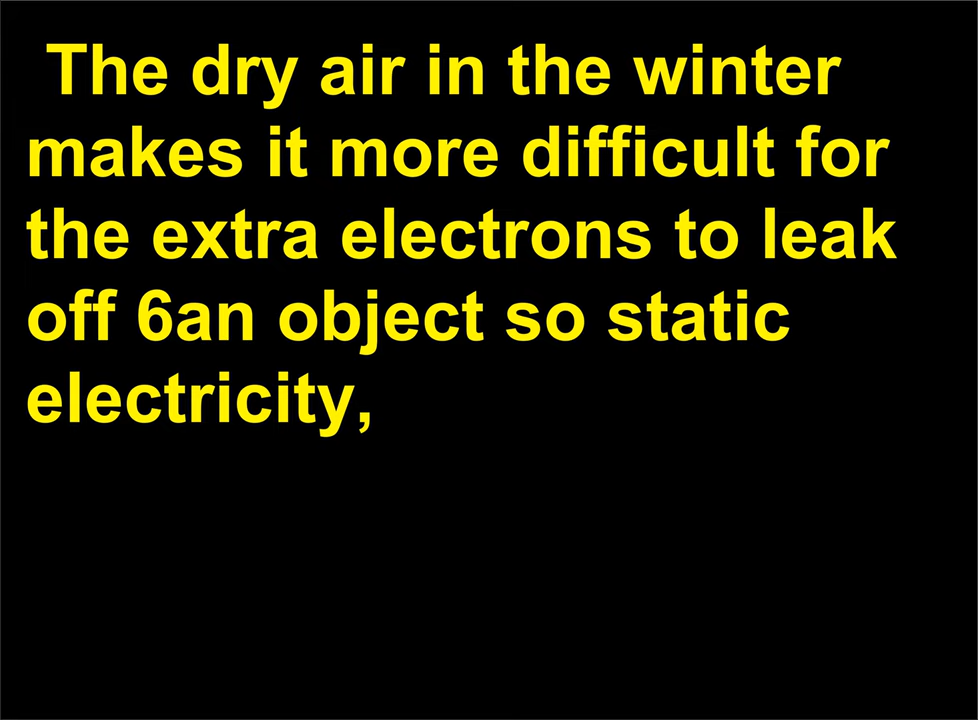 The dry air in the winter
makes it more difficult for
the extra electrons to leak
off 6an object so static
electricity,